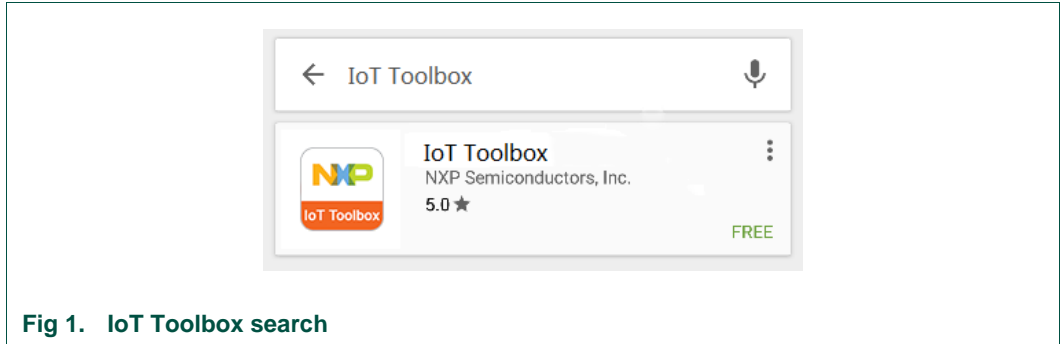 IoT Toolbox
IoT Toolbox
NXP Semiconductors, Inc.
5.0★
NXP
IoT Toolbox
FREE
Fig 1. IoT Toolbox search